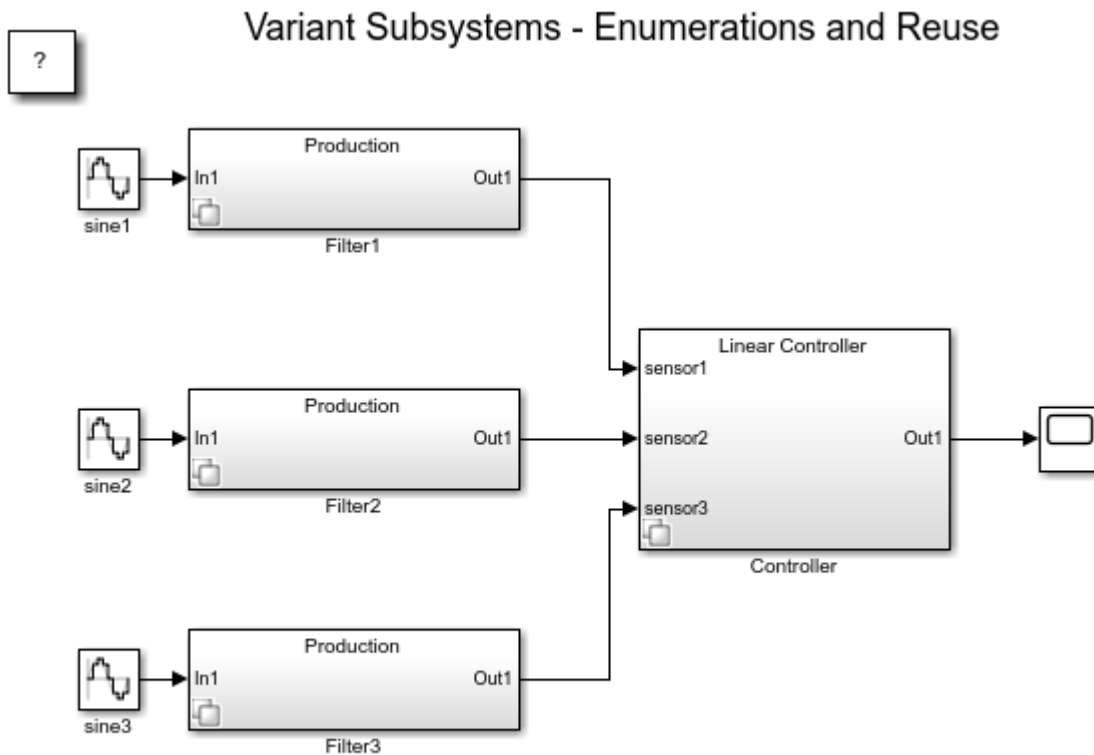 Variant Subsystems - Enumerations and Reuse
?
Production
In1
Out1
sine1
Filter1
Linear Controller
sensor1
Production
In1
Out1
sensor2
Out1
sine2
Filter2
sensor3
Controller
Production
In1
Out1
sine3
Filter3